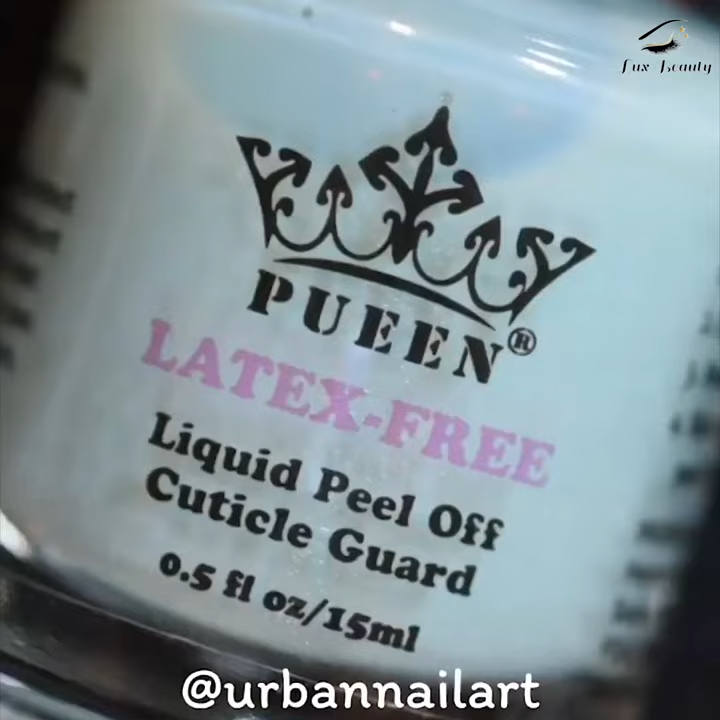 Lux Beauty
PUEEN®
LATEX-FREE
Liquid Peel Off
Cuticle Guard
0.5 fl oz/15ml
@urbannailart